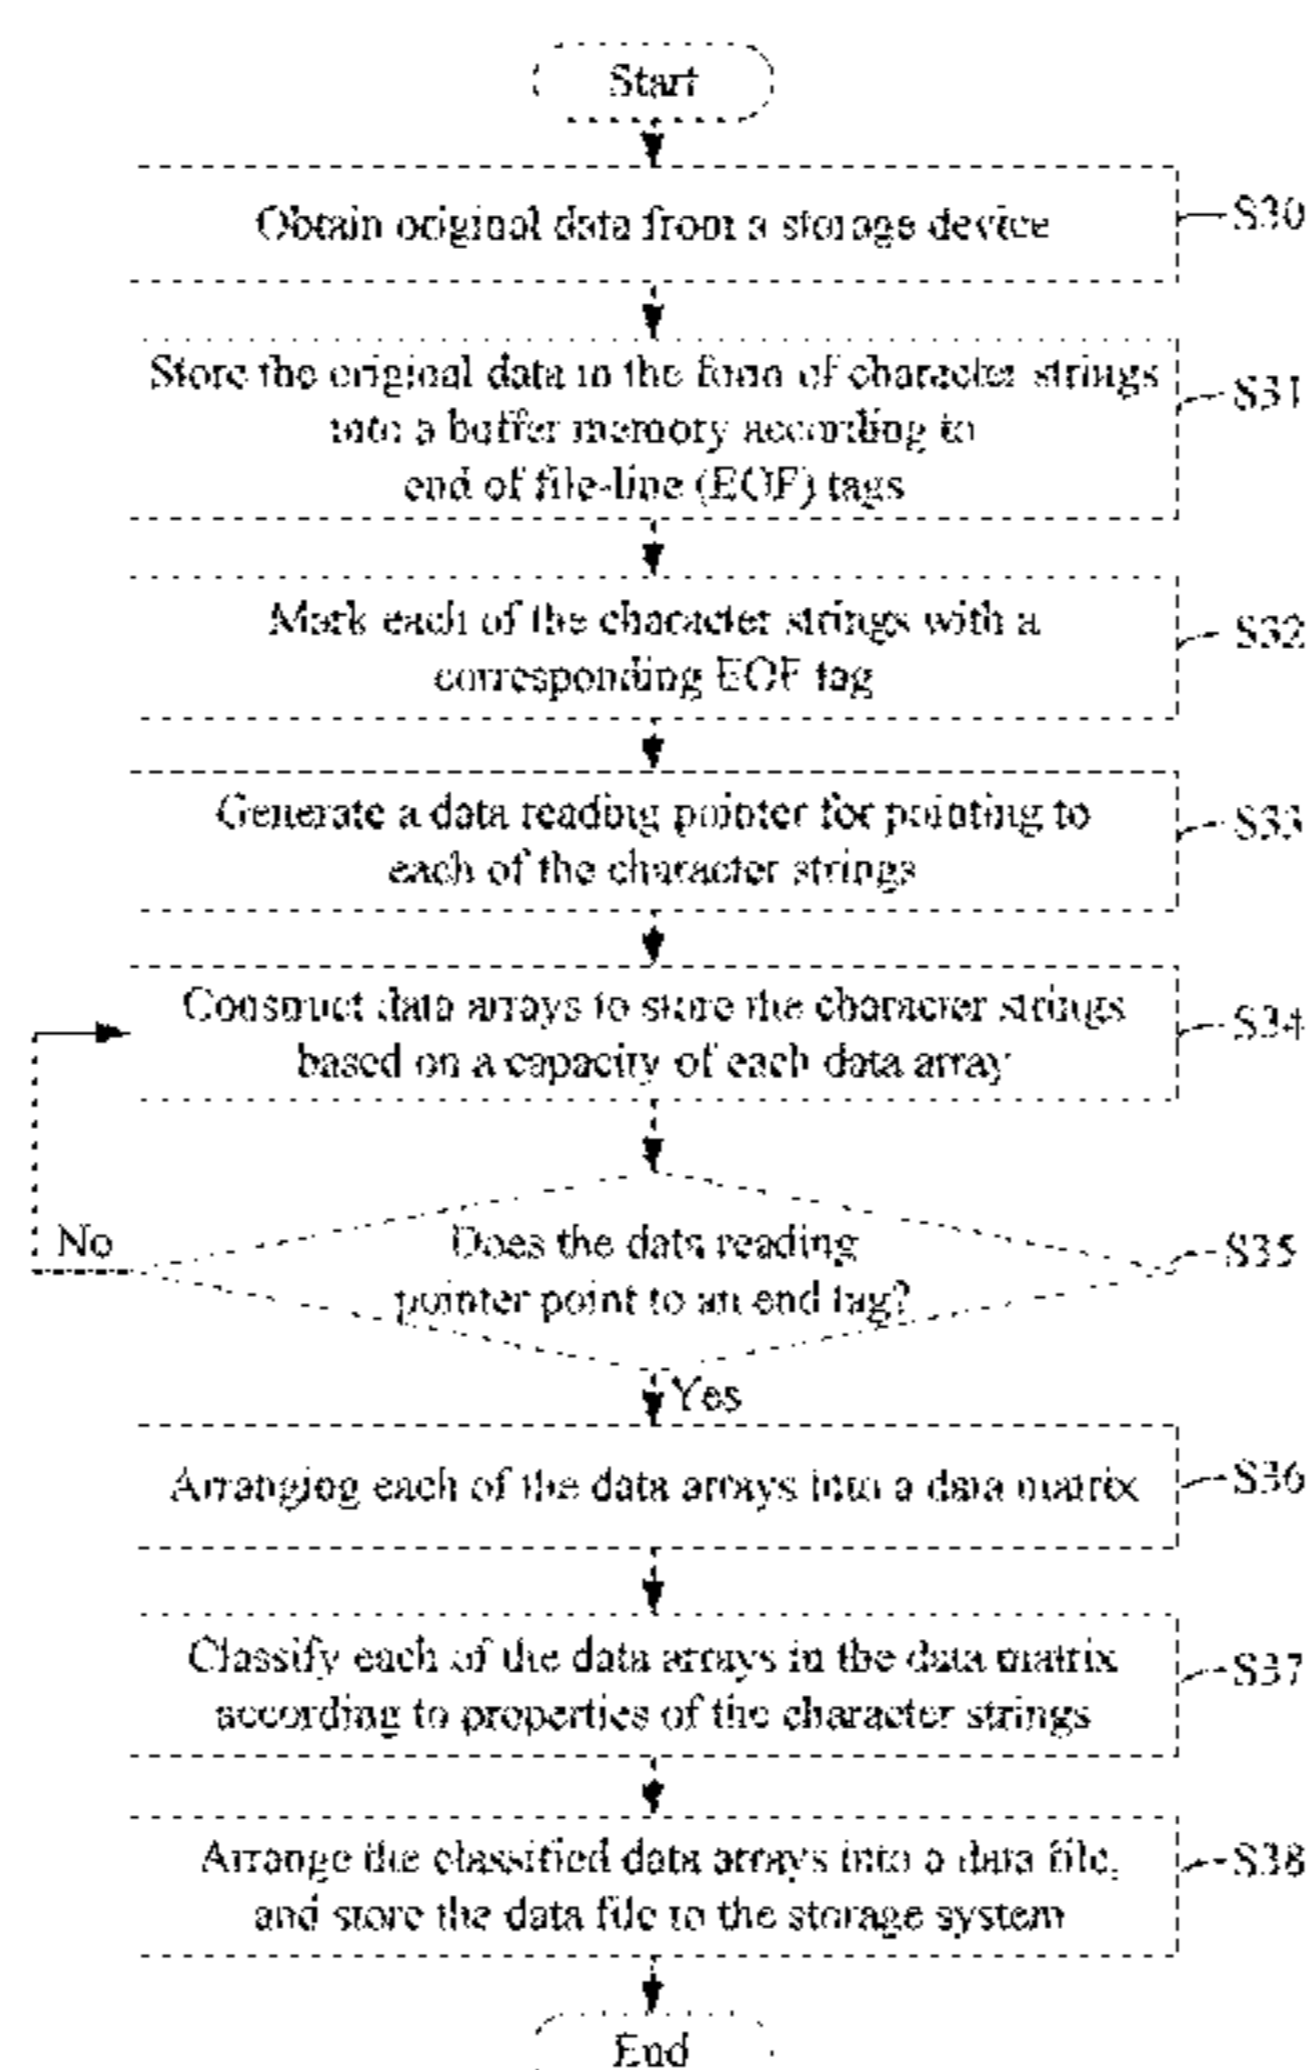 Start
Obtain original data from a storage device
S30
Store the original data in the form of character strings
into a buffer memory according to
end of file-line (EOF) tags
S31
Mark each of the character strings with a
corresponding EOF tag
S32
Generate a data reading pointer for pointing to
each of the character strings
S33
Construct data arrays to store the character strings
based on a capacity of each data array
S34
Does the data reading
pointer point to an end tag?
S35
No
Yes
Arranging each of the data arrays into a data matrix
S36
Classify each of the data arrays in the data matrix
according to properties of the character strings
S37
Arrange the classified data arrays into a data file,
and store the data file to the storage system
S38
End